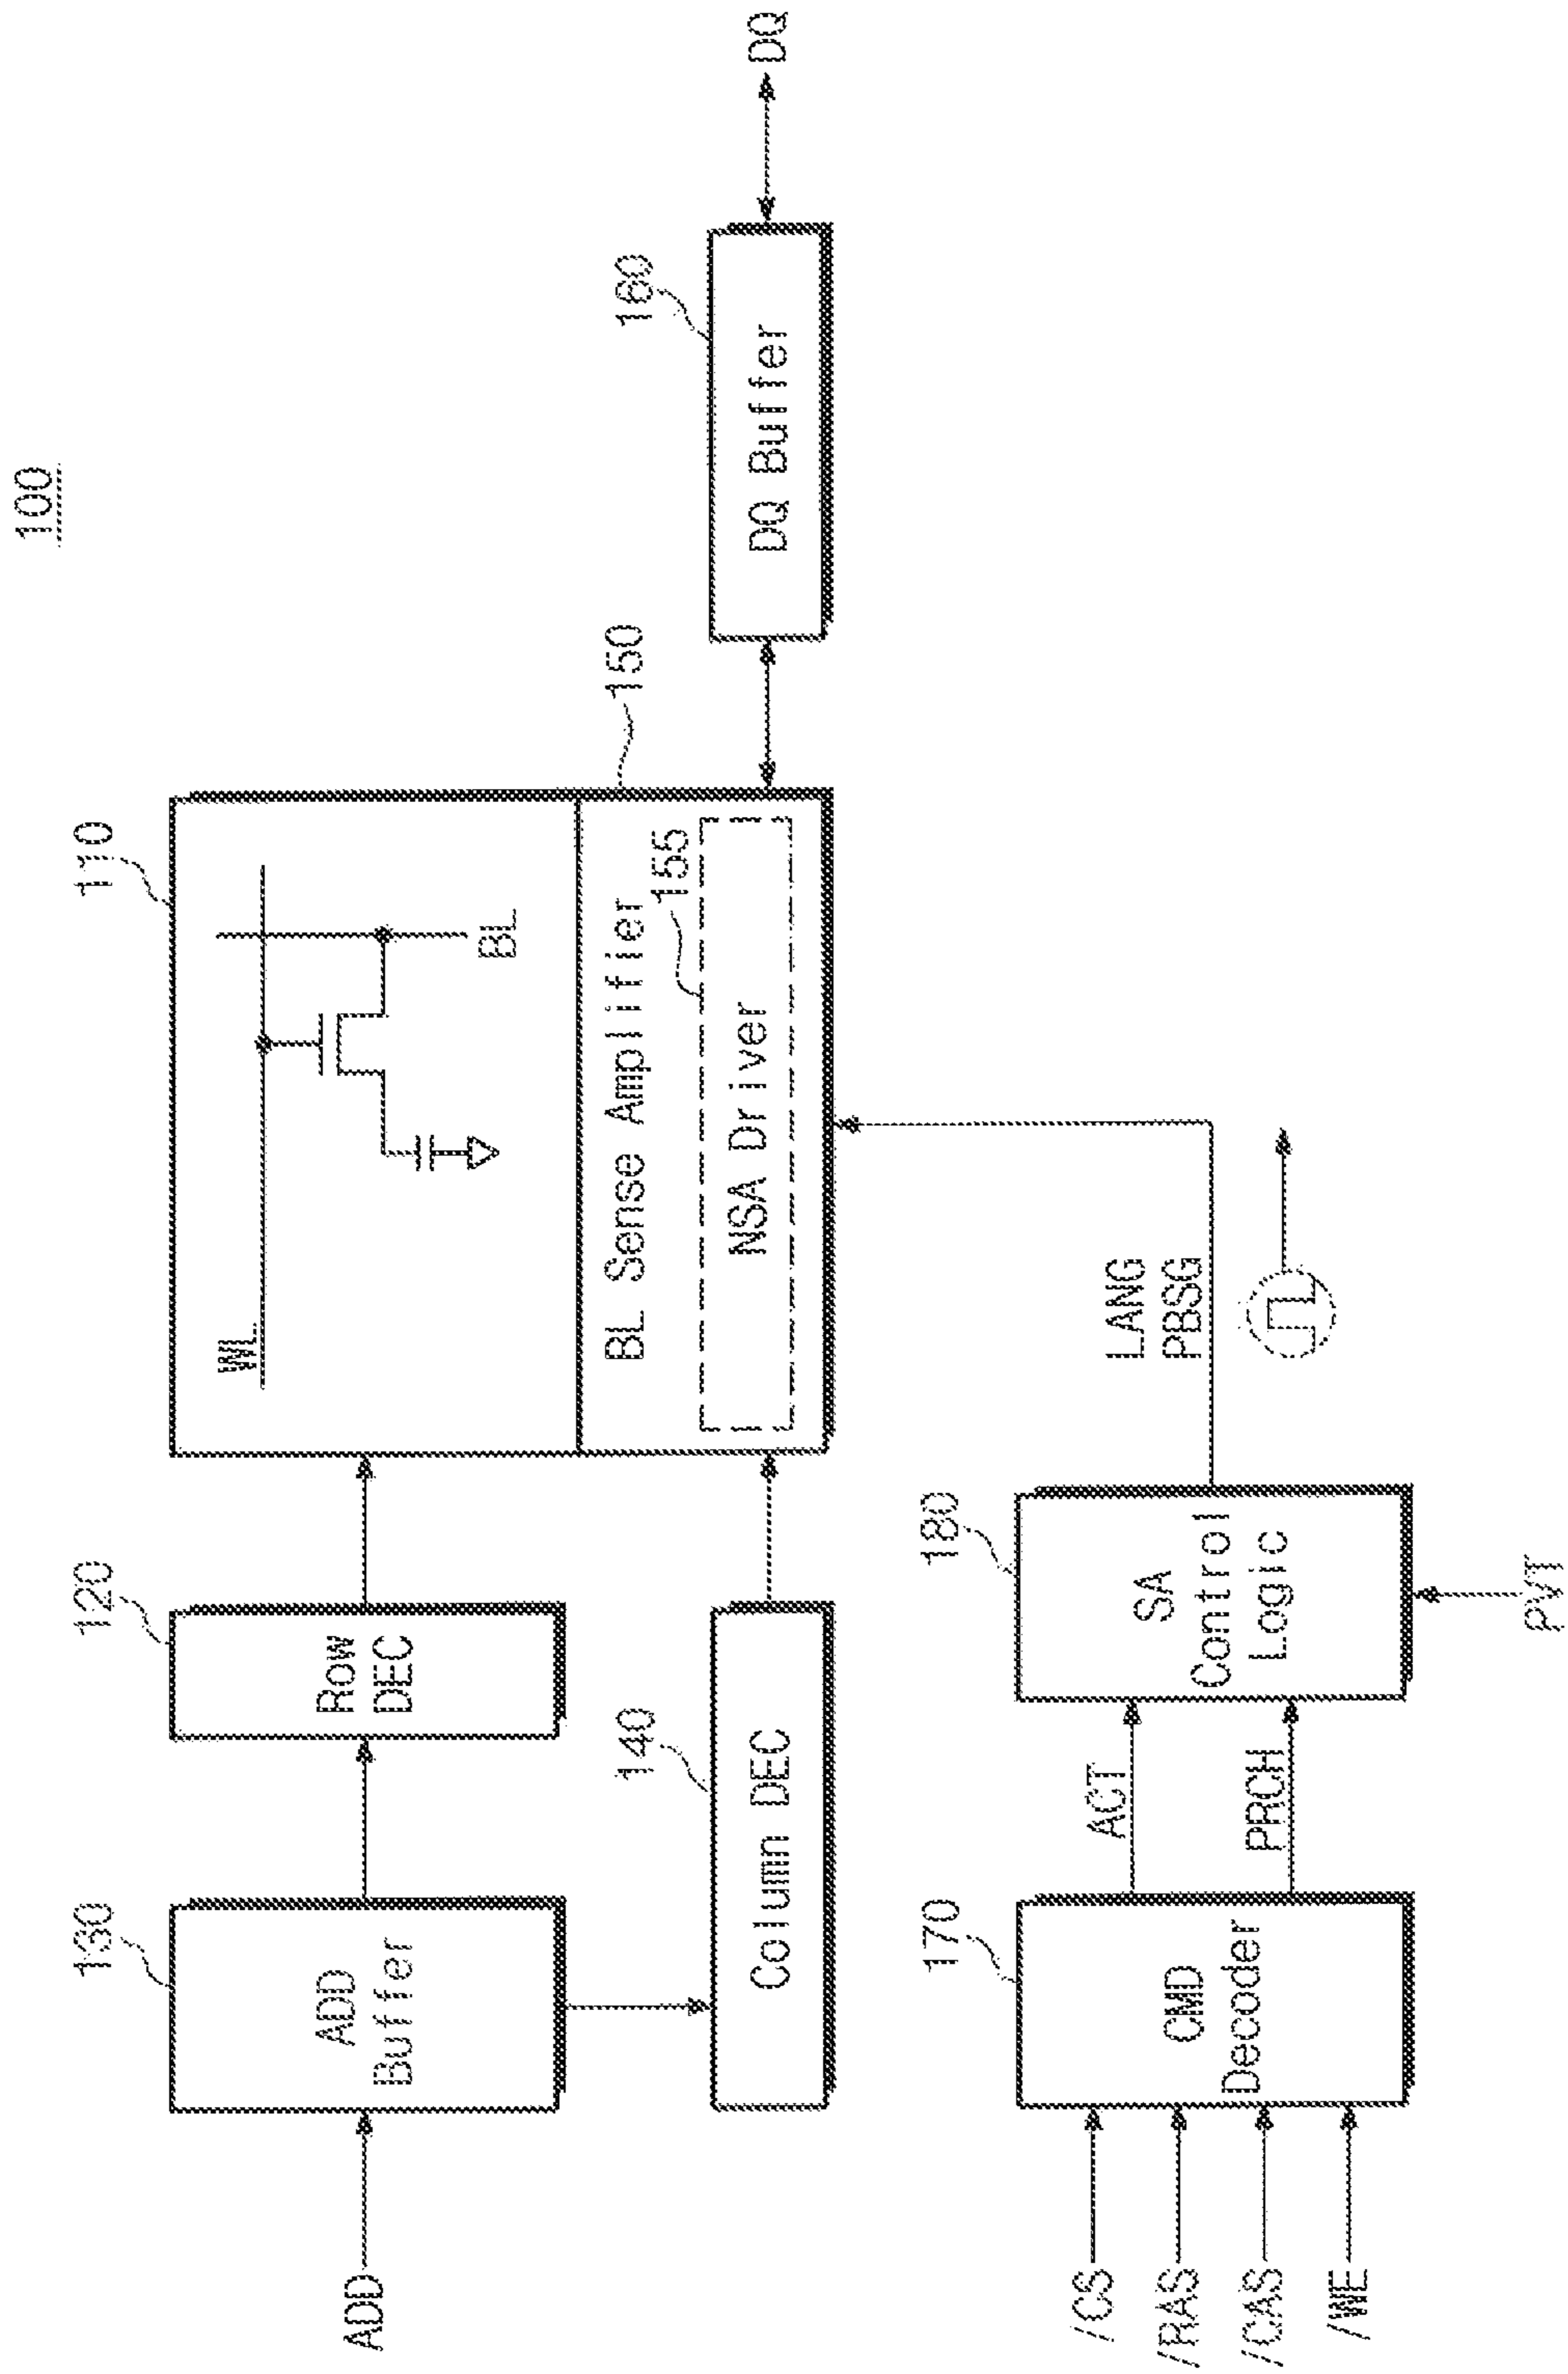 100
110
120
130
WL
BL
ADD
ADD
Buffer
Row
DEC
BL Sense Amplifier
150
155
NSA Driver
160
DQ Buffer
DQ
140
Column DEC
170
180
/CS
/RAS
/CAS
/WE
CMD
Decoder
ACT
PRCH
SA
Control
Logic
LANG
PBSG
PVT